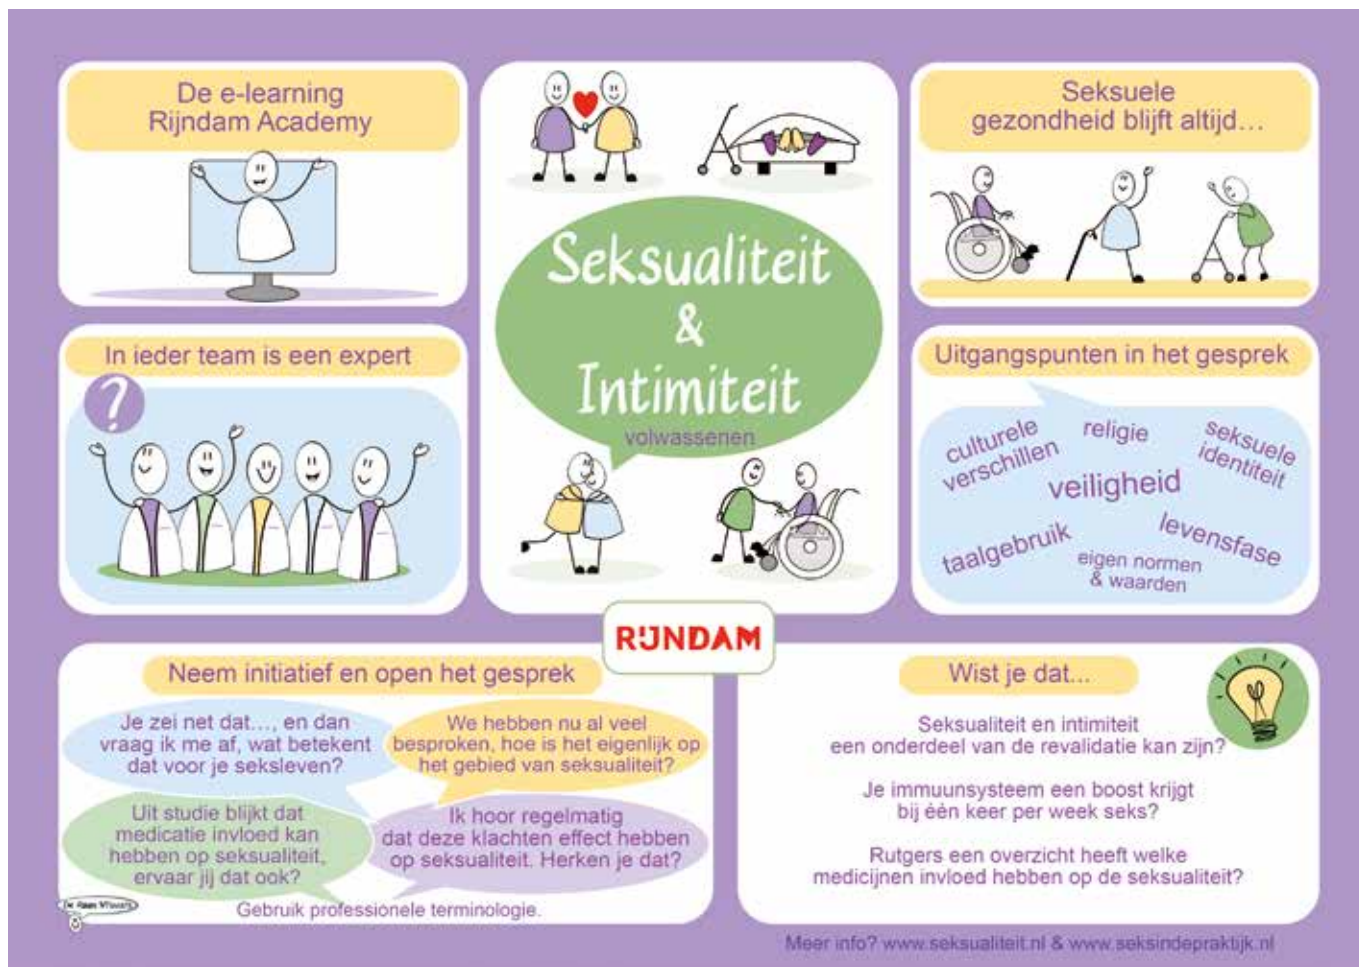 De e-learning
Rijndam Academy
Seksualiteit
&
Intimiteit
volwassenen
Seksuele
gezondheid blijft altijd...
In ieder team is een expert
?
Uitgangspunten in het gesprek
culturele
verschillen
religie
seksuele
identiteit
veiligheid
taalgebruik
levensfase
eigen normen
& waarden
RIJNDAM
Neem initiatief en open het gesprek
Je zei net dat..., en dan
vraag ik me af, wat betekent
dat voor je seksleven?
We hebben nu al veel
besproken, hoe is het eigenlijk op
het gebied van seksualiteit?
Uit studie blijkt dat
medicatie invloed kan
hebben op seksualiteit,
ervaar jij dat ook?
Ik hoor regelmatig
dat deze klachten effect hebben
op seksualiteit. Herken je dat?
Gebruik professionele terminologie.
Wist je dat...
Seksualiteit en intimiteit
een onderdeel van de revalidatie kan zijn?
Je immuunsysteem een boost krijgt
bij één keer per week seks?
Rutgers een overzicht heeft welke
medicijnen invloed hebben op de seksualiteit?
Meer info? www.seksualiteit.nl & www.seksindepraktijk.nl